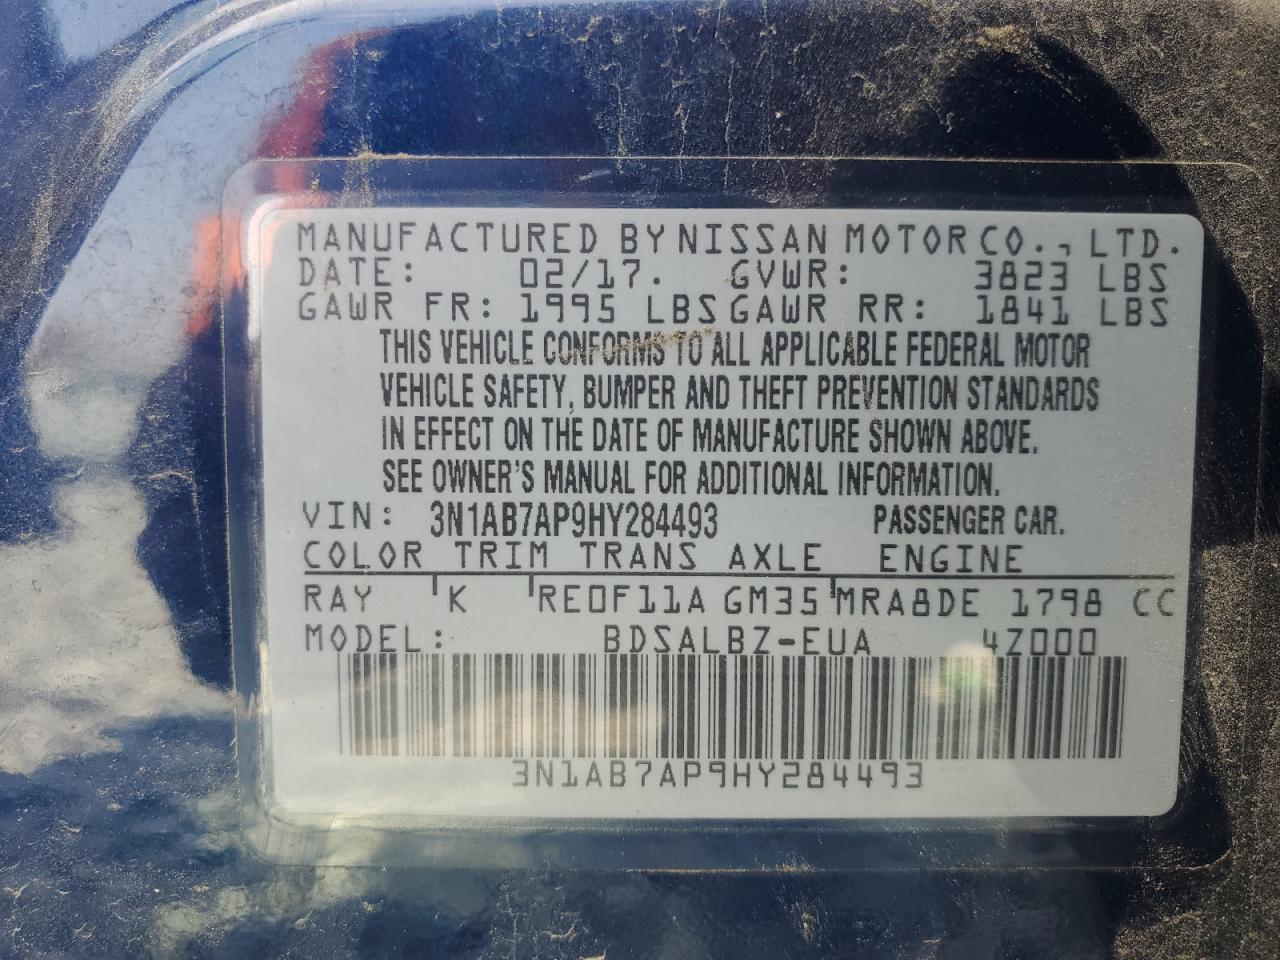 MANUFACTURED BY NISSAN MOTOR CO., LTD.
DATE: 02/17. GVWR: 3823 LBS
GAWR FR: 1995 LBS GAWR RR: 1841 LBS
THIS VEHICLE CONFORMS TO ALL APPLICABLE FEDERAL MOTOR
VEHICLE SAFETY, BUMPER AND THEFT PREVENTION STANDARDS
IN EFFECT ON THE DATE OF MANUFACTURE SHOWN ABOVE.
SEE OWNER'S MANUAL FOR ADDITIONAL INFORMATION.
VIN: 3N1AB7AP9HY284493 PASSENGER CAR.
COLOR TRIM TRANS AXLE ENGINE
RAY K RE0F11A GM35 MRA8DE 1798 CC
MODEL: BDSALBZ-EUA 4Z000
3N1AB7AP9HY284493